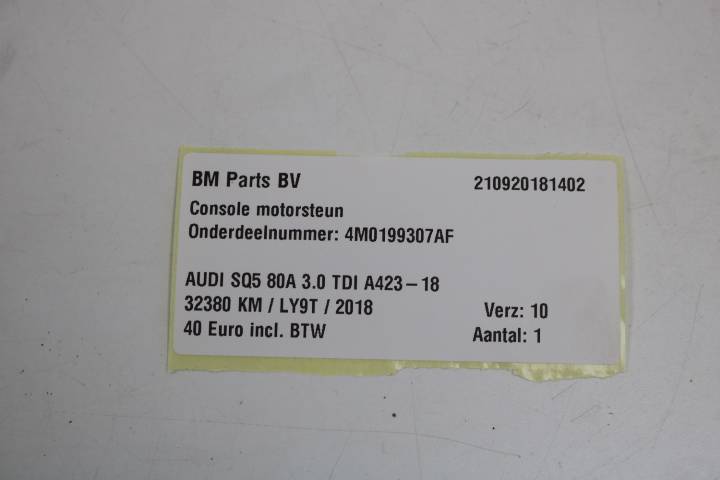 BM Parts BV 210920181402
Console motorsteun
Onderdeelnummer: 4M0199307AF
AUDI SQ5 80A 3.0 TDI A423-18
32380 KM / LY9T / 2018 Verz: 10
40 Euro incl. BTW Aantal: 1